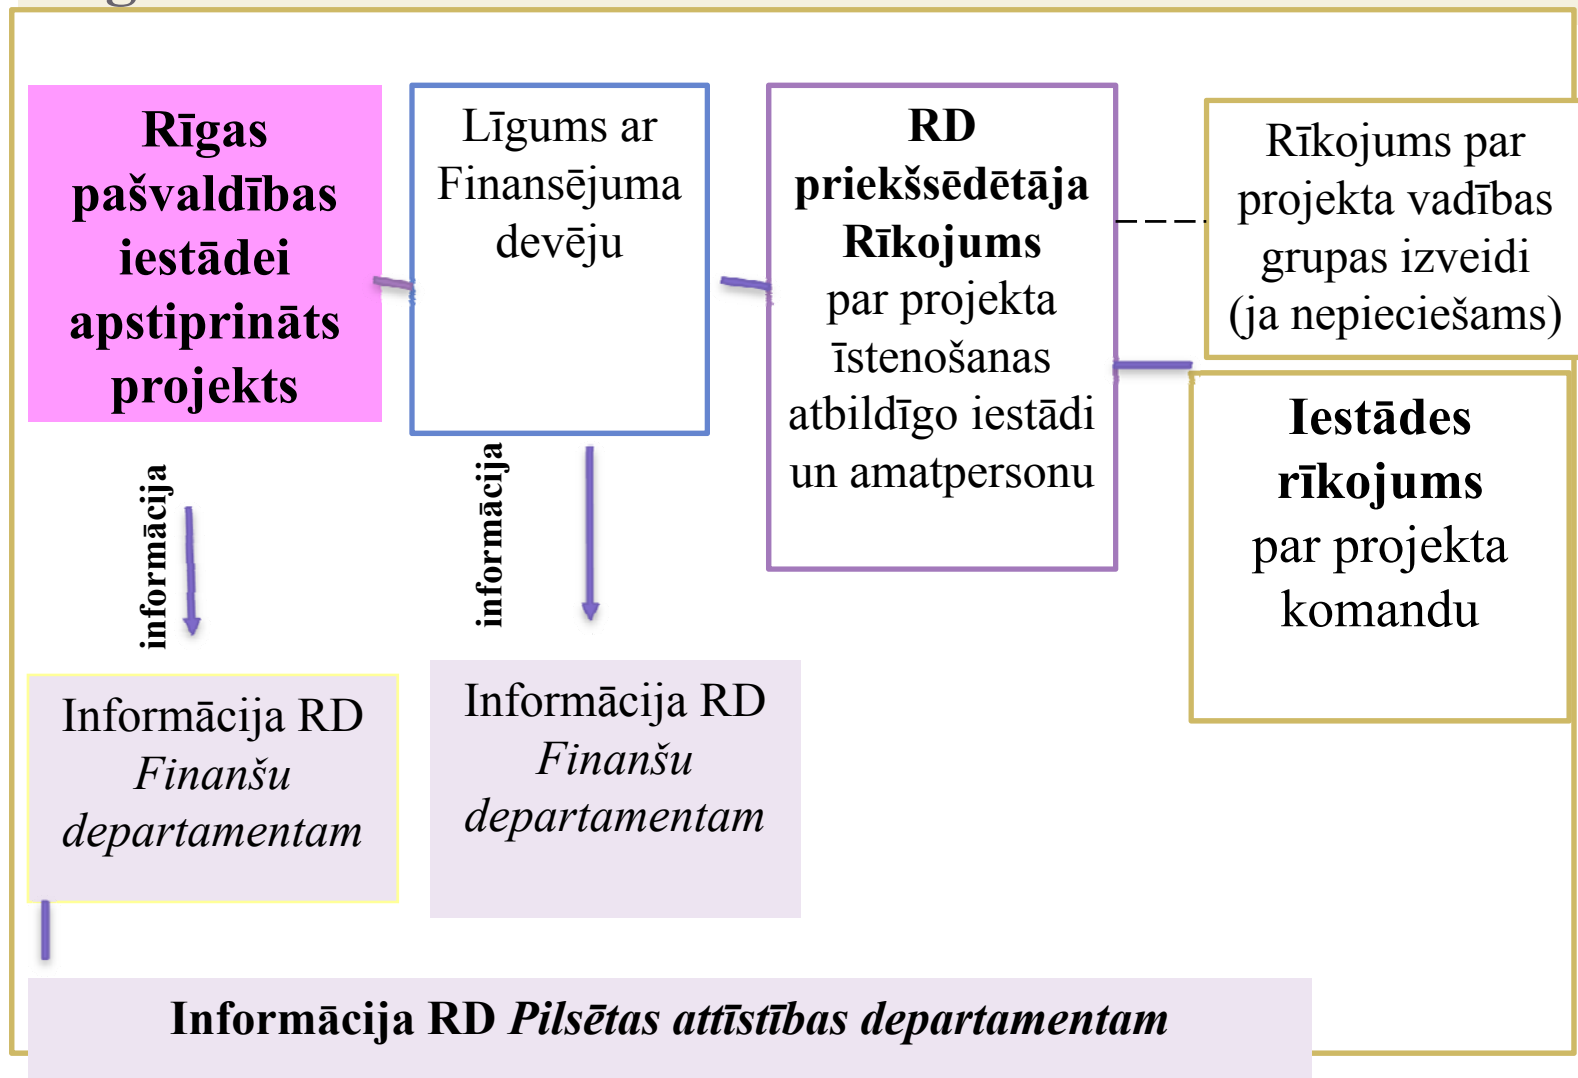 Rīgas
pašvaldības
iestādei
apstiprināts
projekts
Līgums ar
Finansējuma
devēju
RD
priekšsēdētāja
Rīkojums
par projekta
īstenošanas
atbildīgo iestādi
un amatpersonu
Rīkojums par
projekta vadības
grupas izveidi
(ja nepieciešams)
Iestādes
rīkojums
par projekta
komandu
informācija
informācija
Informācija RD
Finanšu
departamentam
Informācija RD
Finanšu
departamentam
Informācija RD Pilsētas attīstības departamentam